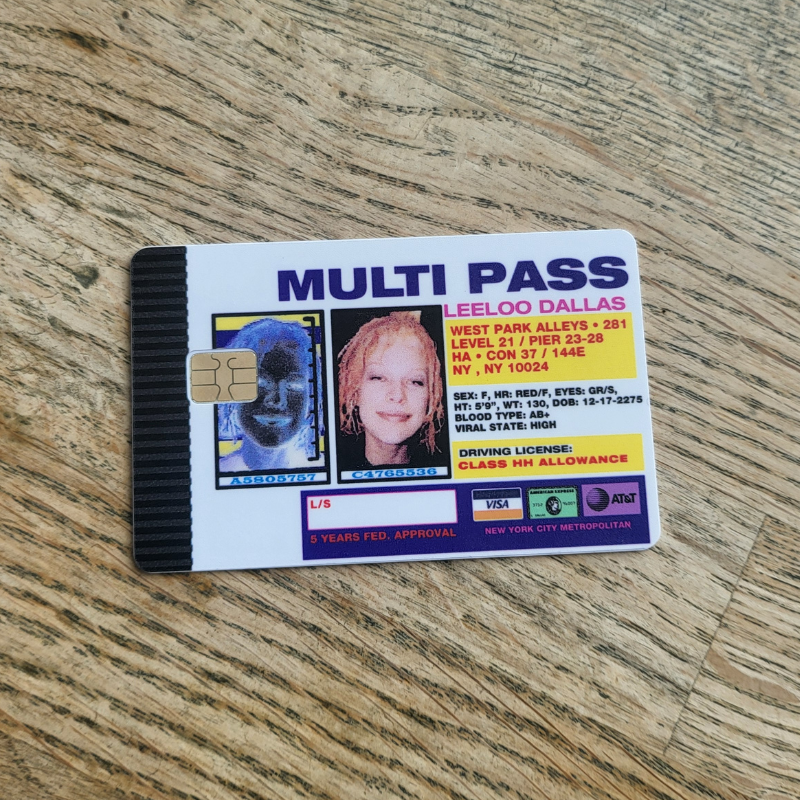 MULTI PASS
LEELOO DALLAS
WEST PARK ALLEYS • 281
LEVEL 21 / PIER 23-28
HA • CON 37 / 144E
NY , NY 10024
SEX: F, HR: RED/F, EYES: GR/S,
HT: 5'9", WT: 130, DOB: 12-17-2275
BLOOD TYPE: AB+
VIRAL STATE: HIGH
DRIVING LICENSE:
CLASS HH ALLOWANCE
A5805757
C4765536
L/S
5 YEARS FED. APPROVAL
VISA
AMERICAN EXPRESS
AT&T
NEW YORK CITY METROPOLITAN